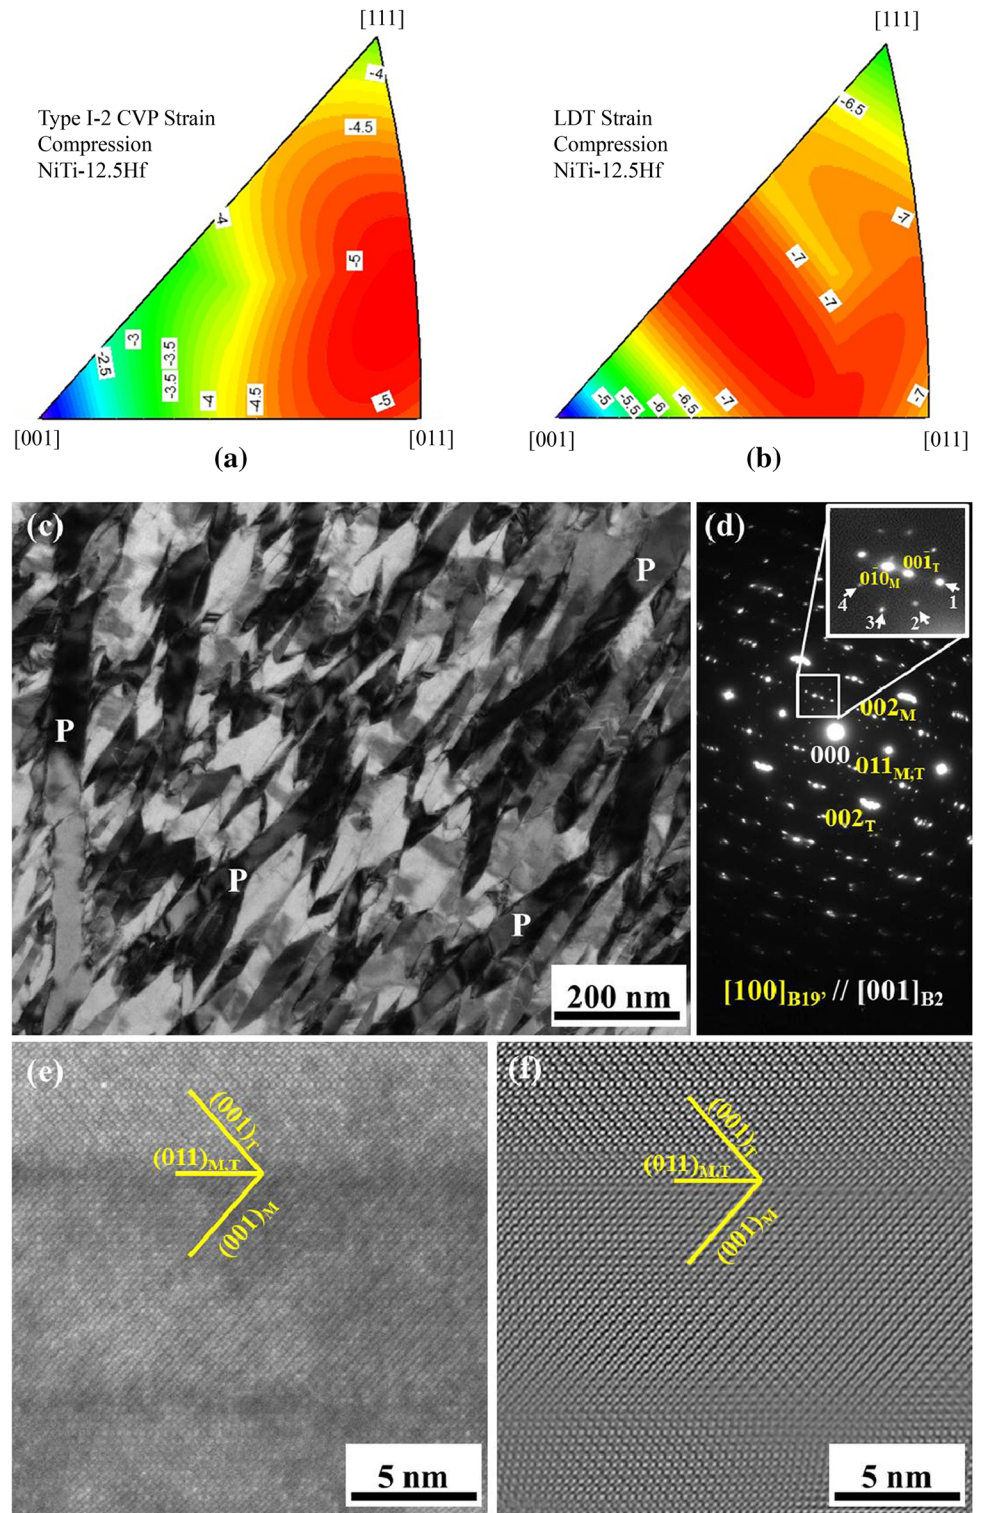 [111]
Type I-2 CVP Strain
Compression
NiTi-12.5Hf
-4
-4.5
-4
-5
-3
-2.5
-3.5
-3.5
-4
-4.5
-5
[001]
[011]
(a)
[111]
LDT Strain
Compression
NiTi-12.5Hf
-6.5
-7
-7
-7
-5
-5.5
-6
-6.5
-7
-7
[001]
[011]
(b)
(c)
P
P
P
P
200 nm
(d)
001̄T
01̄0M
4
3
2
1
002M
000
011M,T
002T
[100]B19' // [001]B2
(e)
(001)T
(011)M,T
(001)M
5 nm
(f)
(001)T
(011)M,T
(001)M
5 nm